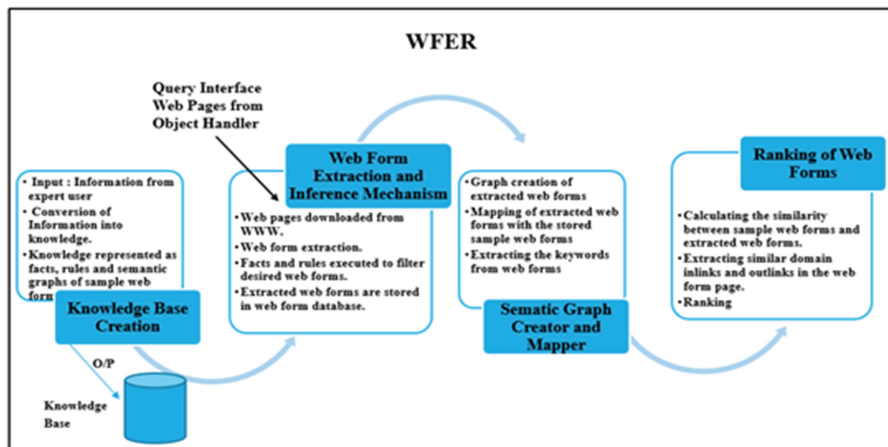 WFER
Query Interface
Web Pages from
Object Handler
• Input : Information from
expert user
• Conversion of
Information into
knowledge.
• Knowledge represented as
facts, rules and semantic
graphs of sample web
form
Knowledge Base
Creation
O/P
Knowledge
Base
Web Form
Extraction and
Inference Mechanism
• Web pages downloaded from
WWW.
• Web form extraction.
• Facts and rules executed to filter
desired web forms.
• Extracted web forms are stored
in web form database.
• Graph creation of
extracted web forms
• Mapping of extracted web
forms with the stored
sample web forms
• Extracting the keywords
from web forms
Sematic Graph
Creator and
Mapper
Ranking of Web
Forms
• Calculating the similarity
between sample web forms and
extracted web forms.
• Extracting similar domain
inlinks and outlinks in the web
form page.
• Ranking